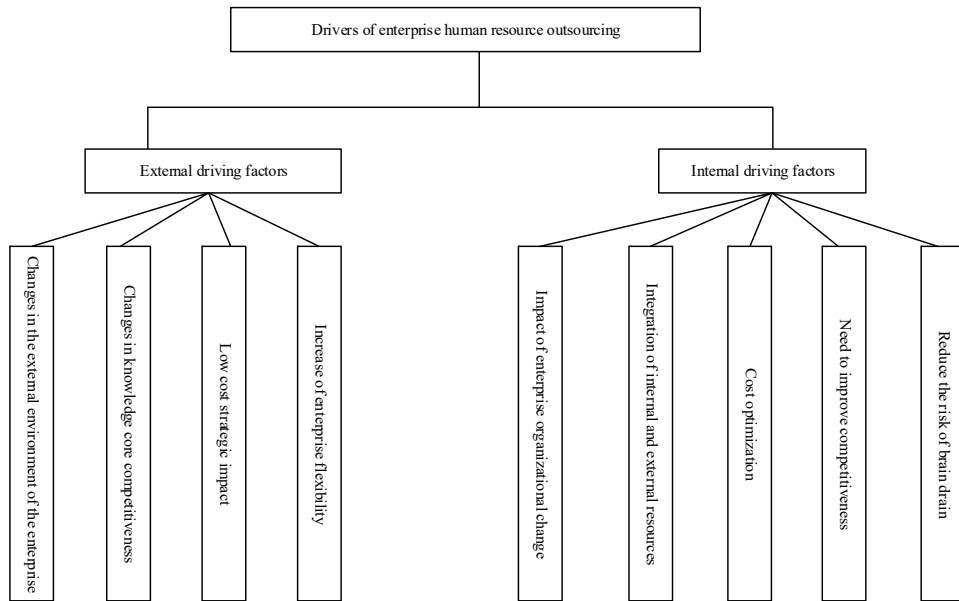 Drivers of enterprise human resource outsourcing
External driving factors
Internal driving factors
Changes in the external environment of the enterprise
Changes in knowledge core competitiveness
Low cost strategic impact
Increase of enterprise flexibility
Impact of enterprise organizational change
Integration of internal and external resources
Cost optimization
Need to improve competitiveness
Reduce the risk of brain drain